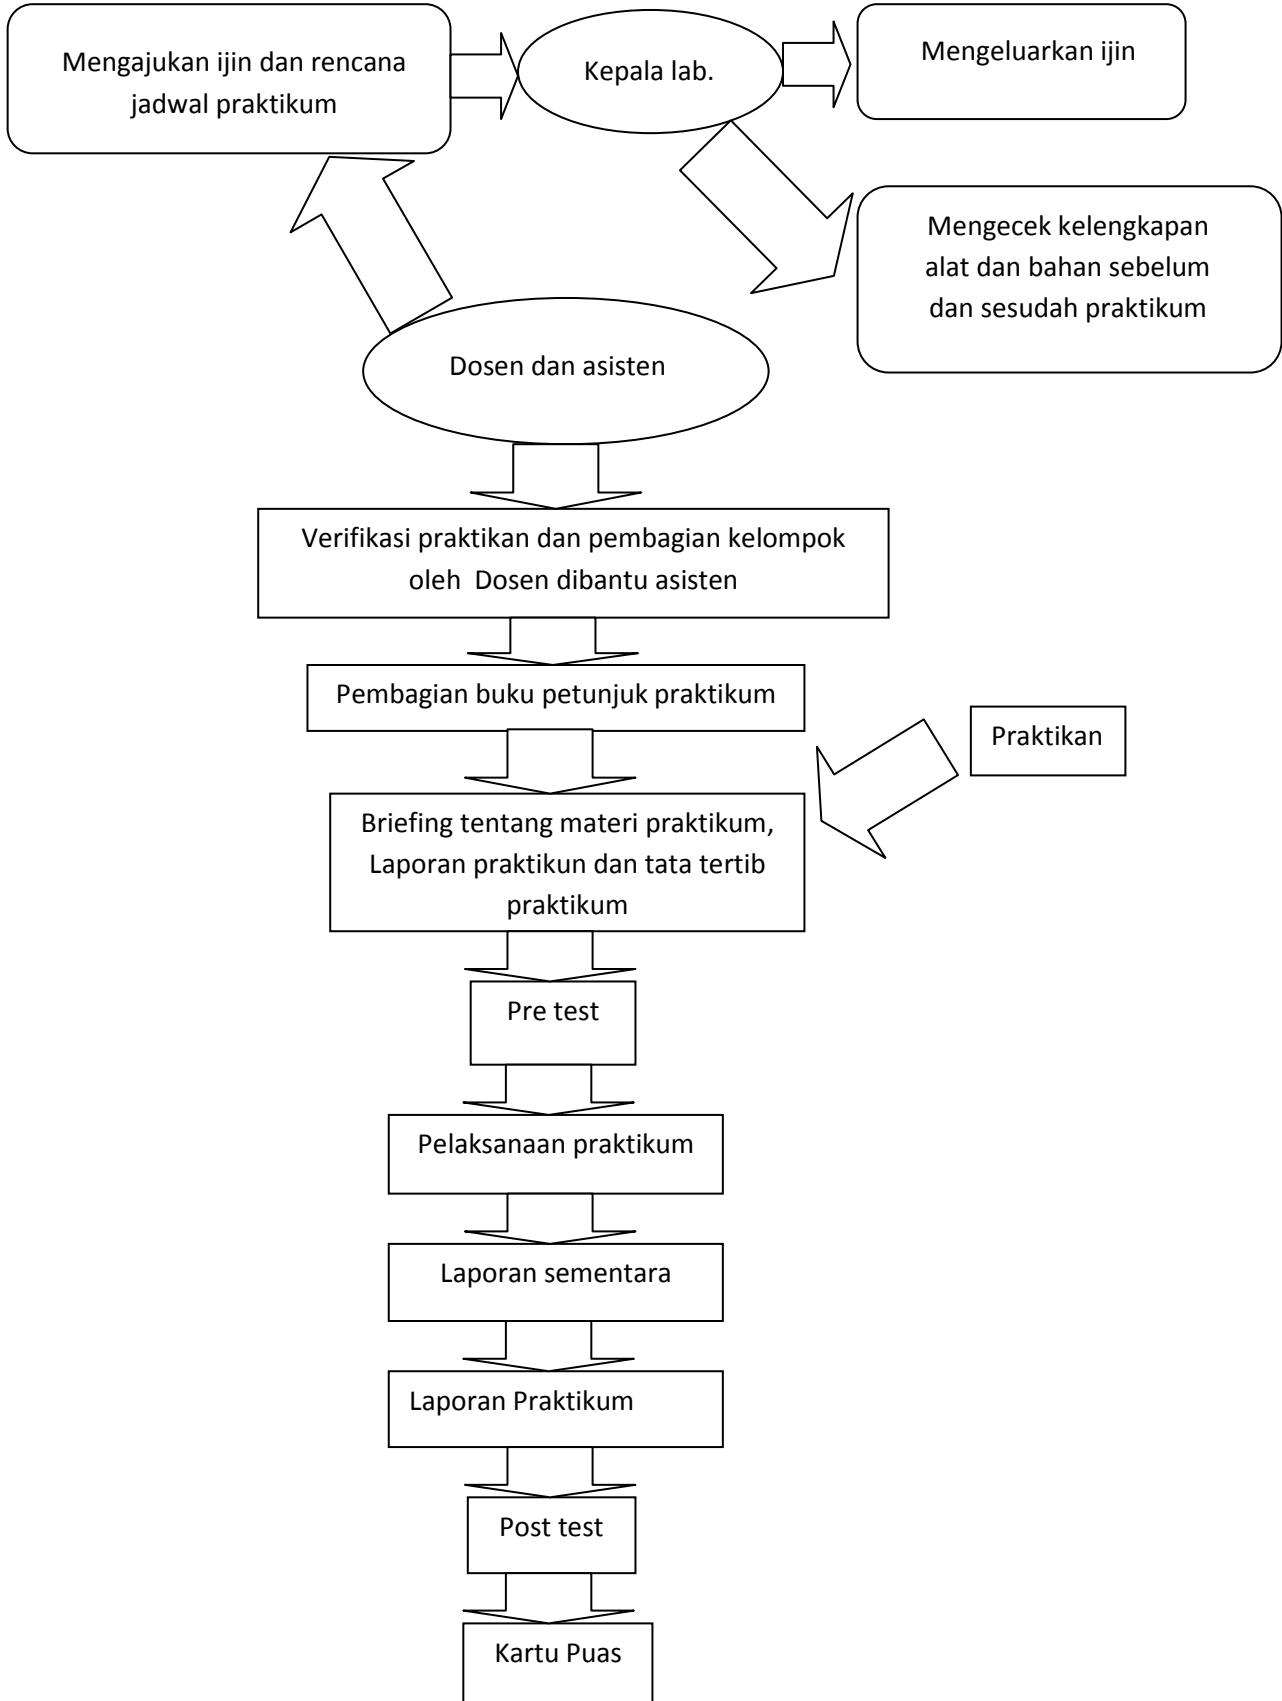 Mengajukan ijin dan rencana
jadwal praktikum
Kepala lab.
Mengeluarkan ijin
Mengecek kelengkapan
alat dan bahan sebelum
dan sesudah praktikum
Dosen dan asisten
Verifikasi praktikan dan pembagian kelompok
oleh Dosen dibantu asisten
Pembagian buku petunjuk praktikum
Praktikan
Briefing tentang materi praktikum,
Laporan praktikun dan tata tertib
praktikum
Pre test
Pelaksanaan praktikum
Laporan sementara
Laporan Praktikum
Post test
Kartu Puas